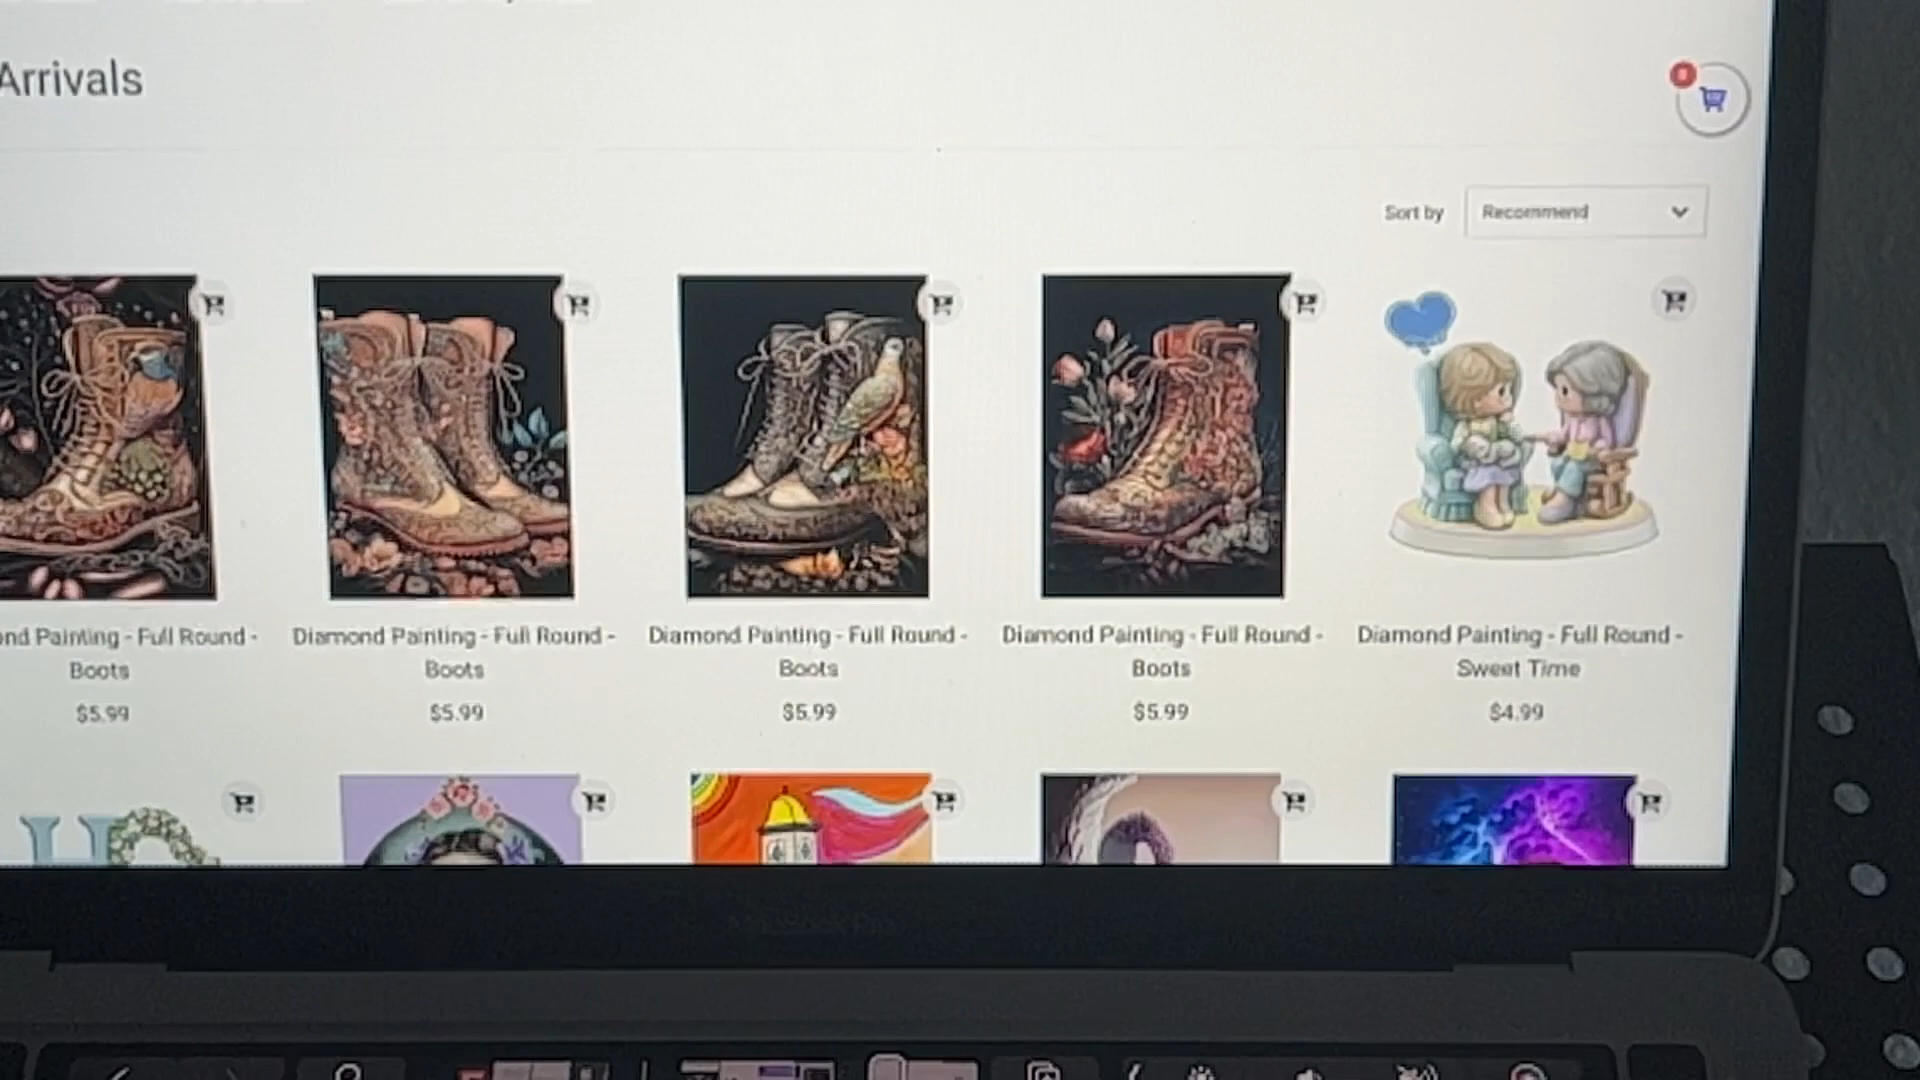 Arrivals
Sort by
Recommend
nd Painting - Full Round -
Boots
$5.99
Diamond Painting - Full Round -
Boots
$5.99
Diamond Painting - Full Round -
Boots
$5.99
Diamond Painting - Full Round -
Boots
$5.99
Diamond Painting - Full Round -
Sweet Time
$4.99